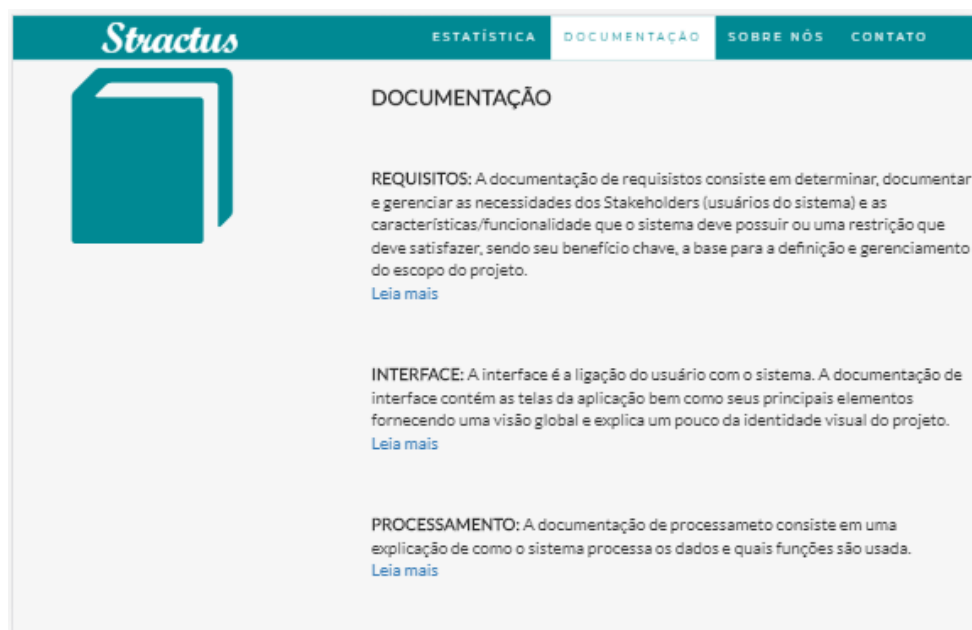 Stractus
ESTATÍSTICA DOCUMENTAÇÃO SOBRE NÓS CONTATO
DOCUMENTAÇÃO
REQUISITOS: A documentação de requisistos consiste em determinar, documentar
e gerenciar as necessidades dos Stakeholders (usuários do sistema) e as
características/funcionalidade que o sistema deve possuir ou uma restrição que
deve satisfazer, sendo seu benefício chave, a base para a definição e gerenciamento
do escopo do projeto.
Leia mais
INTERFACE: A interface é a ligação do usuário com o sistema. A documentação de
interface contém as telas da aplicação bem como seus principais elementos
fornecendo uma visão global e explica um pouco da identidade visual do projeto.
Leia mais
PROCESSAMENTO: A documentação de processameto consiste em uma
explicação de como o sistema processa os dados e quais funções são usada.
Leia mais